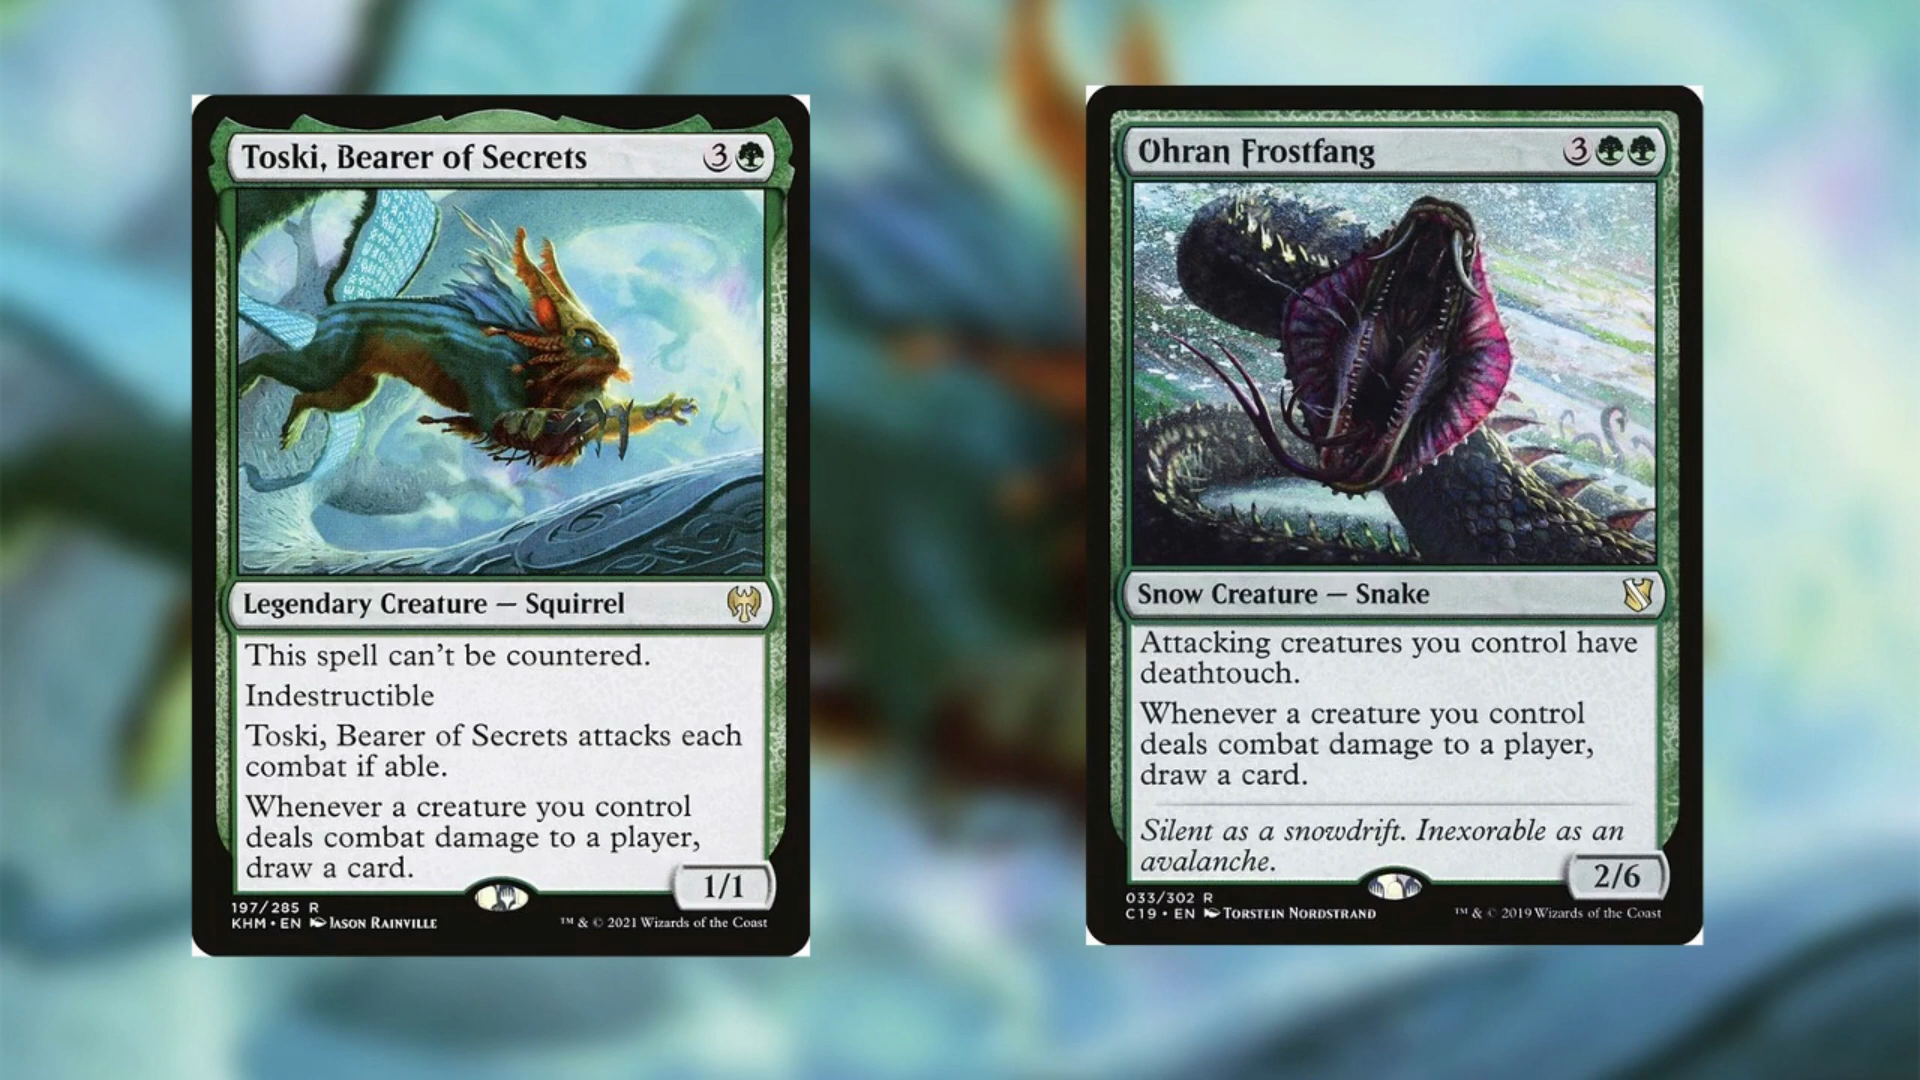 Toski, Bearer of Secrets 3
Legendary Creature — Squirrel
This spell can't be countered.
Indestructible
Toski, Bearer of Secrets attacks each
combat if able.
Whenever a creature you control
deals combat damage to a player,
draw a card.
1/1
197/285 R
KHM • EN JASON RAINVILLE
™ & © 2021 Wizards of the Coast
Ohran Frostfang 3
Snow Creature — Snake
Attacking creatures you control have
deathtouch.
Whenever a creature you control
deals combat damage to a player,
draw a card.
Silent as a snowdrift. Inexorable as an
avalanche.
2/6
033/302 R
C19 • EN TORSTEIN NORDSTRAND
™ & © 2019 Wizards of the Coast